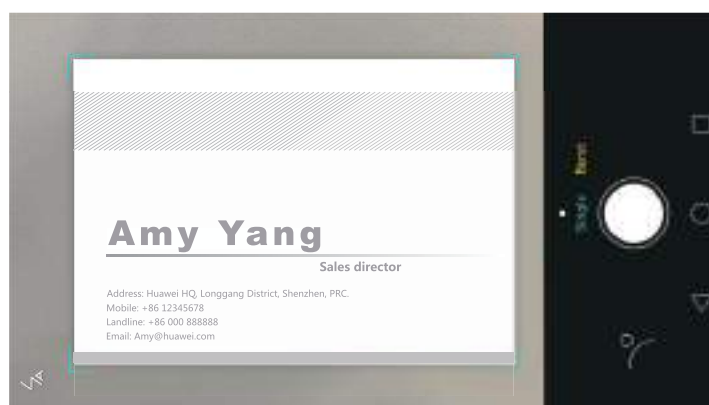 Amy Yang
Sales director
Address: Huawei HQ, Longgang District, Shenzhen, PRC.
Mobile: +86 12345678
Landline: +86 000 888888
Email: Amy@huawei.com
Single